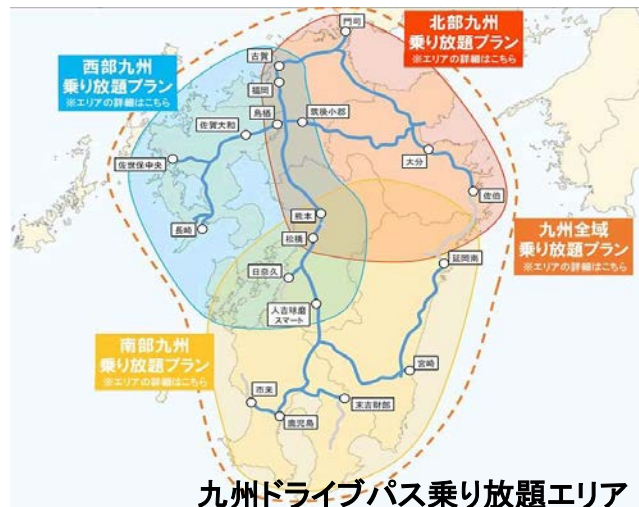 門司
北部九州
乗り放題プラン
※エリアの詳細はこちら
古賀
西部九州
乗り放題プラン
※エリアの詳細はこちら
福岡
鳥栖
筑後小郡
佐賀大和
佐世保中央
大分
佐伯
長崎
熊本
松橋
九州全域
乗り放題プラン
※エリアの詳細はこちら
延岡南
日奈久
人吉球磨
スマート
南部九州
乗り放題プラン
※エリアの詳細はこちら
宮崎
市来
末吉財部
鹿児島
九州ドライブパス乗り放題エリア